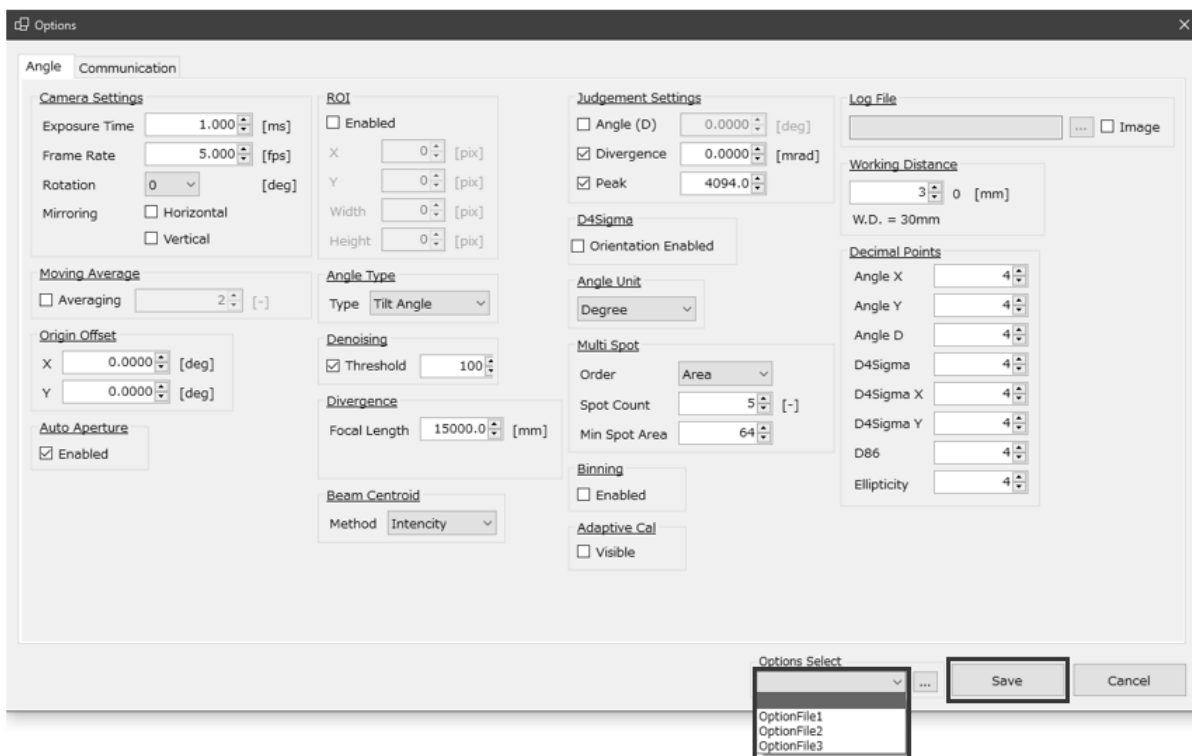 Options
Angle Communication
Camera Settings
Exposure Time 1.000 [ms]
Frame Rate 5.000 [fps]
Rotation 0 [deg]
Mirroring Horizontal
Vertical
Moving Average
Averaging 2 [-]
Origin Offset
X 0.0000 [deg]
Y 0.0000 [deg]
Auto Aperture
Enabled
ROI
Enabled
X 0 [pix]
Y 0 [pix]
Width 0 [pix]
Height 0 [pix]
Angle Type
Type Tilt Angle
Denoising
Threshold 100
Divergence
Focal Length 15000.0 [mm]
Beam Centroid
Method Intencity
Judgement Settings
Angle (D) 0.0000 [deg]
Divergence 0.0000 [mrad]
Peak 4094.0
D4Sigma
Orientation Enabled
Angle Unit
Degree
Multi Spot
Order Area
Spot Count 5 [-]
Min Spot Area 64
Binning
Enabled
Adaptive Cal
Visible
Log File
... Image
Working Distance
3 0 [mm]
W.D. = 30mm
Decimal Points
Angle X 4
Angle Y 4
Angle D 4
D4Sigma 4
D4Sigma X 4
D4Sigma Y 4
D86 4
Ellipticity 4
Options Select
... Save Cancel
OptionFile1
OptionFile2
OptionFile3